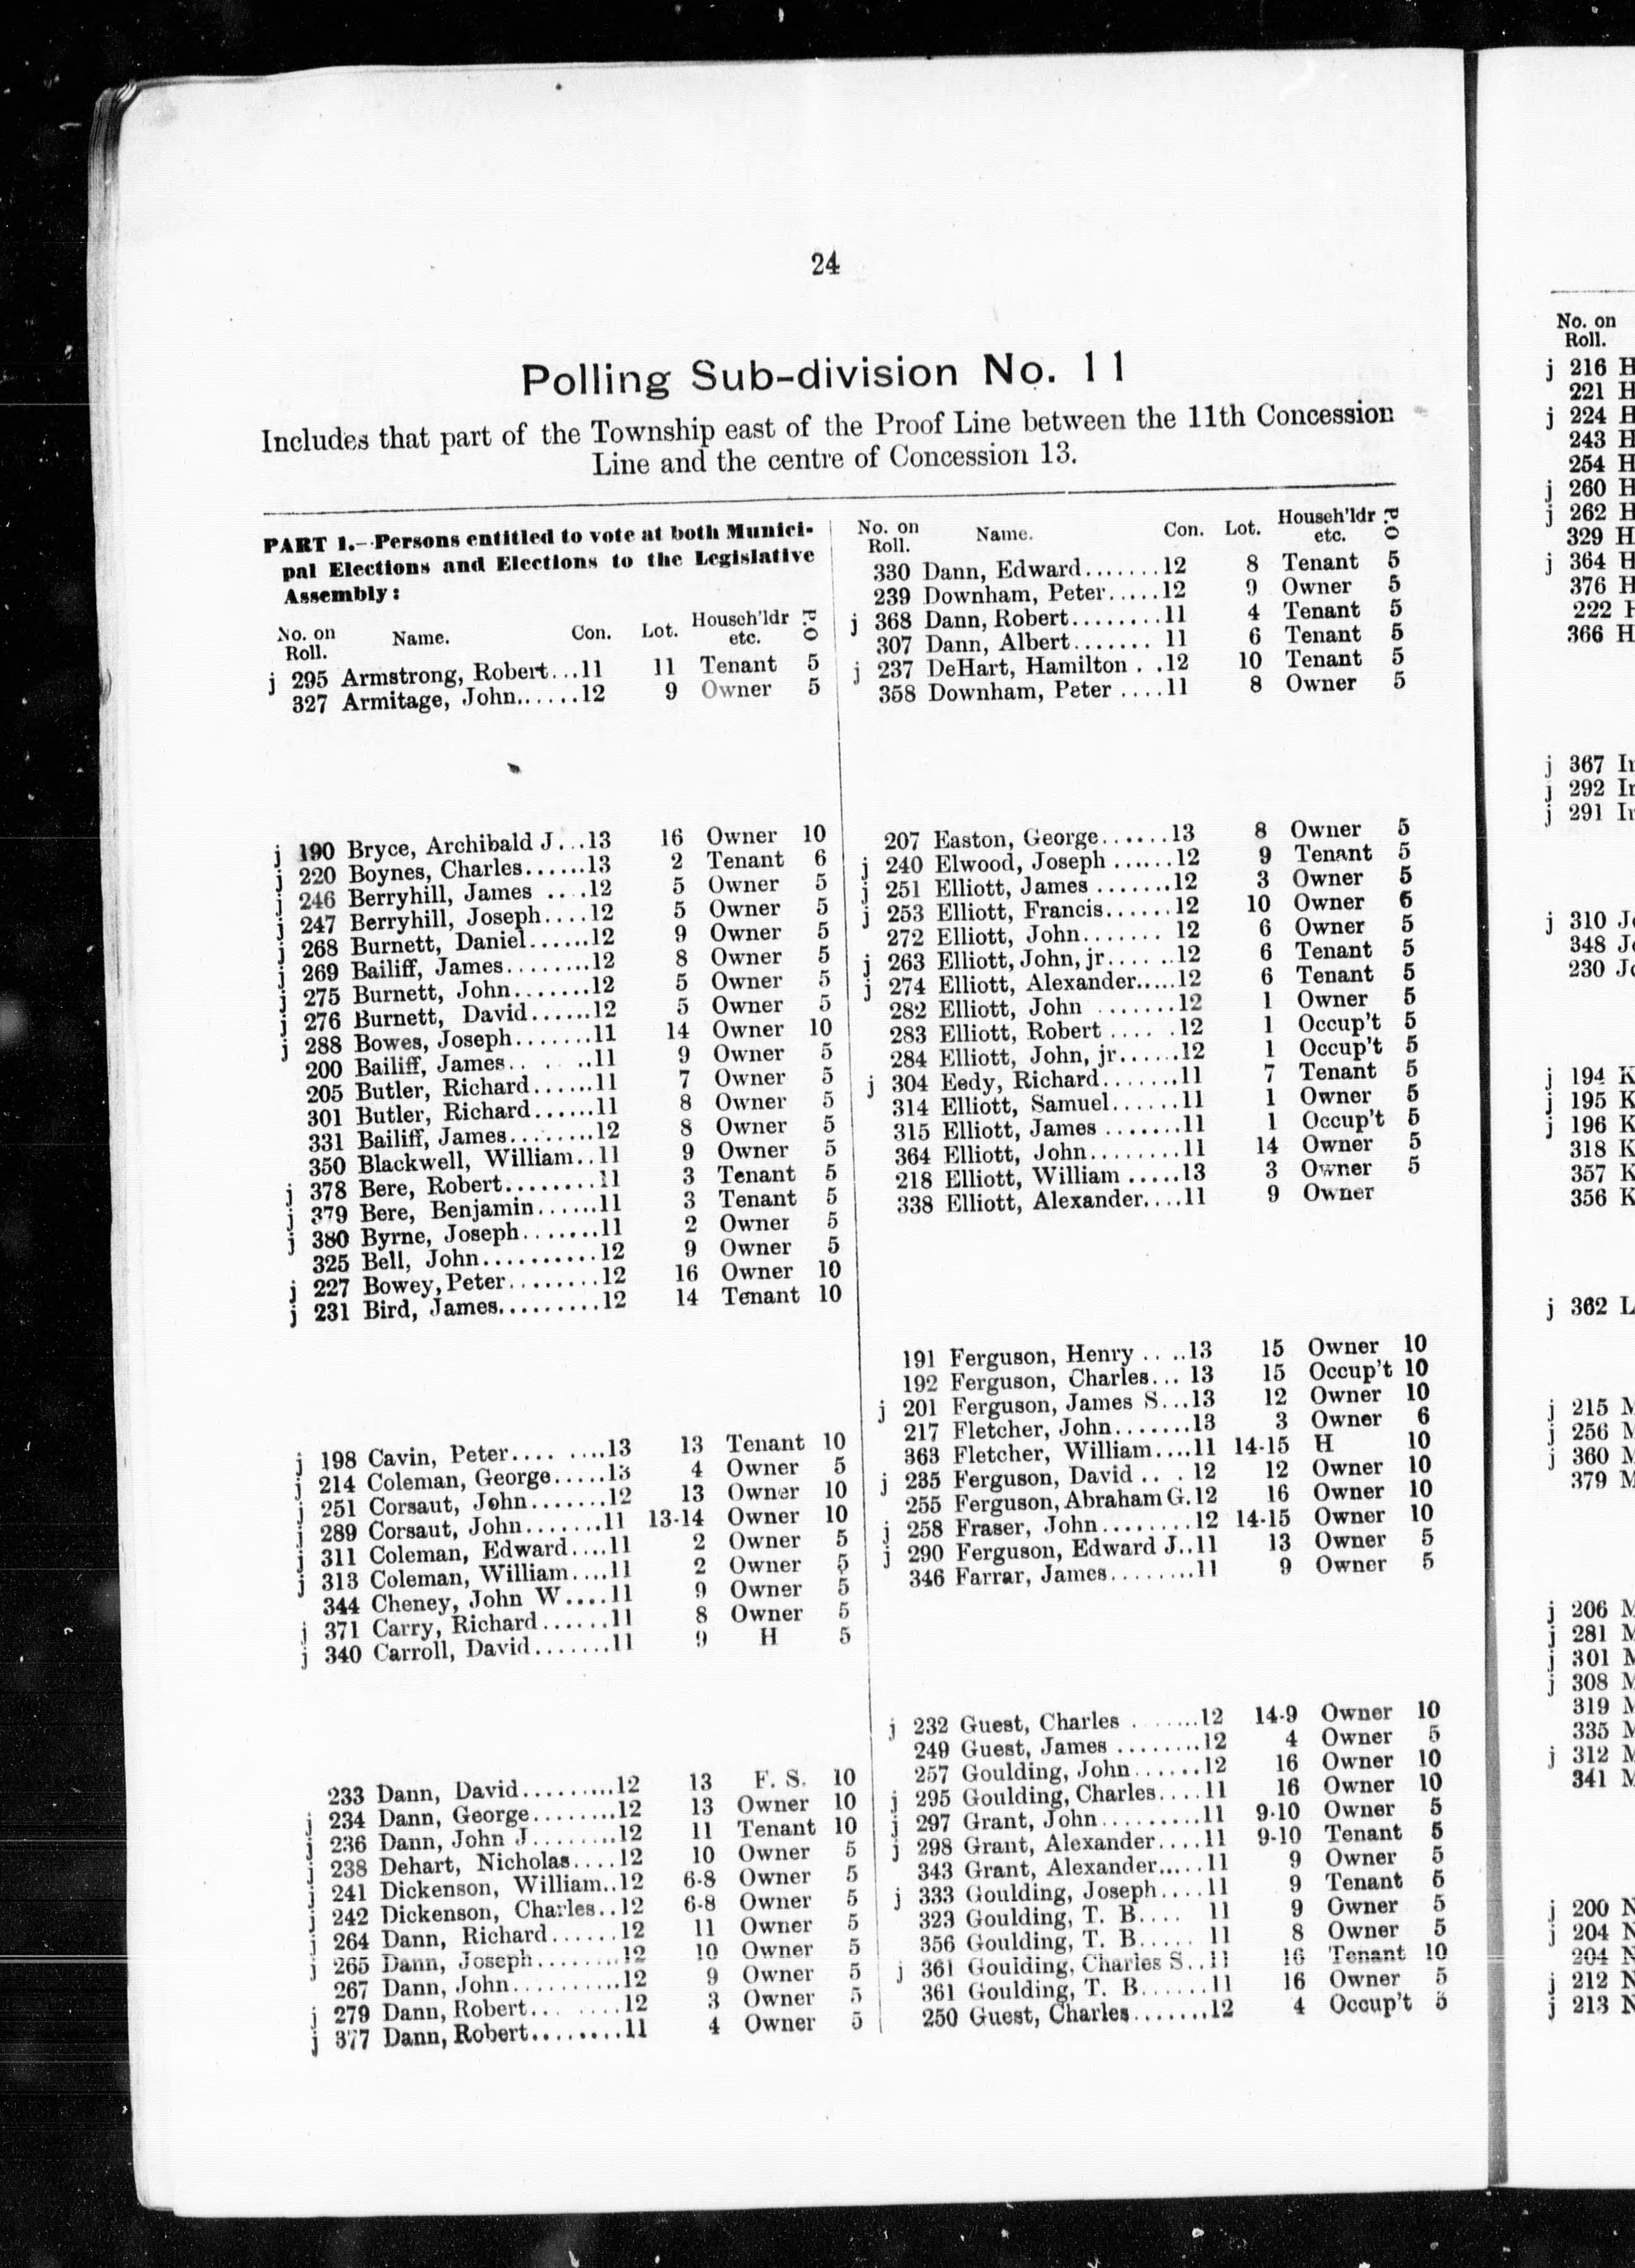 24
Polling Sub-division No. 11
Includes that part of the Township east of the Proof Line between the 11th Concession
Line and the centre of Concession 13.
PART 1.--Persons entitled to vote at both Munici-
pal Elections and Elections to the Legislative
Assembly:
No. on Roll. Name. Con. Lot. Househ'ldr etc. P O
j 295 Armstrong, Robert...11 11 Tenant 5
327 Armitage, John......12 9 Owner 5
j 190 Bryce, Archibald J...13 16 Owner 10
j 220 Boynes, Charles......13 2 Tenant 6
j 246 Berryhill, James ....12 5 Owner 5
j 247 Berryhill, Joseph....12 5 Owner 5
j 268 Burnett, Daniel......12 9 Owner 5
j 269 Bailiff, James........12 8 Owner 5
j 275 Burnett, John.......12 5 Owner 5
j 276 Burnett, David......12 5 Owner 5
j 288 Bowes, Joseph.......11 14 Owner 10
200 Bailiff, James.. . ..11 9 Owner 5
205 Butler, Richard......11 7 Owner 5
301 Butler, Richard......11 8 Owner 5
331 Bailiff, James........12 8 Owner 5
350 Blackwell, William..11 9 Owner 5
j 378 Bere, Robert.........11 3 Tenant 5
j 379 Bere, Benjamin......11 3 Tenant 5
j 380 Byrne, Joseph.......11 2 Owner 5
325 Bell, John...........12 9 Owner 5
j 227 Bowey, Peter........12 16 Owner 10
j 231 Bird, James.........12 14 Tenant 10
j 198 Cavin, Peter.... .....13 13 Tenant 10
j 214 Coleman, George.....13 4 Owner 5
j 251 Corsaut, John.......12 13 Owner 10
j 289 Corsaut, John.......11 13-14 Owner 10
j 311 Coleman, Edward....11 2 Owner 5
j 313 Coleman, William....11 2 Owner 5
344 Cheney, John W....11 9 Owner 5
j 371 Carry, Richard......11 8 Owner 5
j 340 Carroll, David.......11 9 H 5
233 Dann, David.........12 13 F. S. 10
j 234 Dann, George........12 13 Owner 10
j 236 Dann, John J........12 11 Tenant 10
j 238 Dehart, Nicholas....12 10 Owner 5
j 241 Dickenson, William..12 6-8 Owner 5
j 242 Dickenson, Charles..12 6-8 Owner 5
j 264 Dann, Richard......12 11 Owner 5
j 265 Dann, Joseph........12 10 Owner 5
267 Dann, John..........12 9 Owner 5
j 279 Dann, Robert... .....12 3 Owner 5
j 377 Dann, Robert........11 4 Owner 5
No. on Roll. Name. Con. Lot. Househ'ldr etc. P O
330 Dann, Edward.......12 8 Tenant 5
239 Downham, Peter.....12 9 Owner 5
j 368 Dann, Robert........11 4 Tenant 5
307 Dann, Albert....... 11 6 Tenant 5
j 237 DeHart, Hamilton . .12 10 Tenant 5
358 Downham, Peter ....11 8 Owner 5
207 Easton, George......13 8 Owner 5
j 240 Elwood, Joseph ......12 9 Tenant 5
j 251 Elliott, James .......12 3 Owner 5
j 253 Elliott, Francis......12 10 Owner 6
272 Elliott, John....... 12 6 Owner 5
j 263 Elliott, John, jr......12 6 Tenant 5
j 274 Elliott, Alexander.....12 6 Tenant 5
282 Elliott, John .......12 1 Owner 5
283 Elliott, Robert .... .12 1 Occup't 5
284 Elliott, John, jr......12 1 Occup't 5
j 304 Eedy, Richard.......11 7 Tenant 5
314 Elliott, Samuel......11 1 Owner 5
315 Elliott, James .......11 1 Occup't 5
364 Elliott, John........11 14 Owner 5
218 Elliott, William .....13 3 Owner 5
338 Elliott, Alexander....11 9 Owner
191 Ferguson, Henry .. ..13 15 Owner 10
192 Ferguson, Charles... 13 15 Occup't 10
j 201 Ferguson, James S...13 12 Owner 10
217 Fletcher, John.......13 3 Owner 6
363 Fletcher, William....11 14-15 H 10
j 235 Ferguson, David .. . 12 12 Owner 10
255 Ferguson, Abraham G.12 16 Owner 10
j 258 Fraser, John........12 14-15 Owner 10
j 290 Ferguson, Edward J..11 13 Owner 5
346 Farrar, James........11 9 Owner 5
j 232 Guest, Charles . .....12 14-9 Owner 10
249 Guest, James ........12 4 Owner 5
257 Goulding, John......12 16 Owner 10
j 295 Goulding, Charles....11 16 Owner 10
j 297 Grant, John.........11 9-10 Owner 5
j 298 Grant, Alexander....11 9-10 Tenant 5
343 Grant, Alexander.....11 9 Owner 5
j 333 Goulding, Joseph....11 9 Tenant 5
323 Goulding, T. B.... 11 9 Owner 5
356 Goulding, T. B..... 11 8 Owner 5
j 361 Goulding, Charles S..11 16 Tenant 10
361 Goulding, T. B......11 16 Owner 5
250 Guest, Charles.......12 4 Occup't 5
No. on
Roll.
j 216 H
221 H
j 224 H
243 H
254 H
j 260 H
j 262 H
329 H
j 364 H
376 H
222 H
366 H
j 367
j 292
j 291
j 310
348
230
j 194 K
j 195 K
j 196 K
318 K
357 K
356 K
j 362 L
j 215 M
j 256 M
j 360 M
379 M
j 206 M
j 281 M
j 301 M
j 308 M
319 M
335 M
j 312 M
341 M
j 200 N
j 204 N
204 N
j 212 N
j 213 N